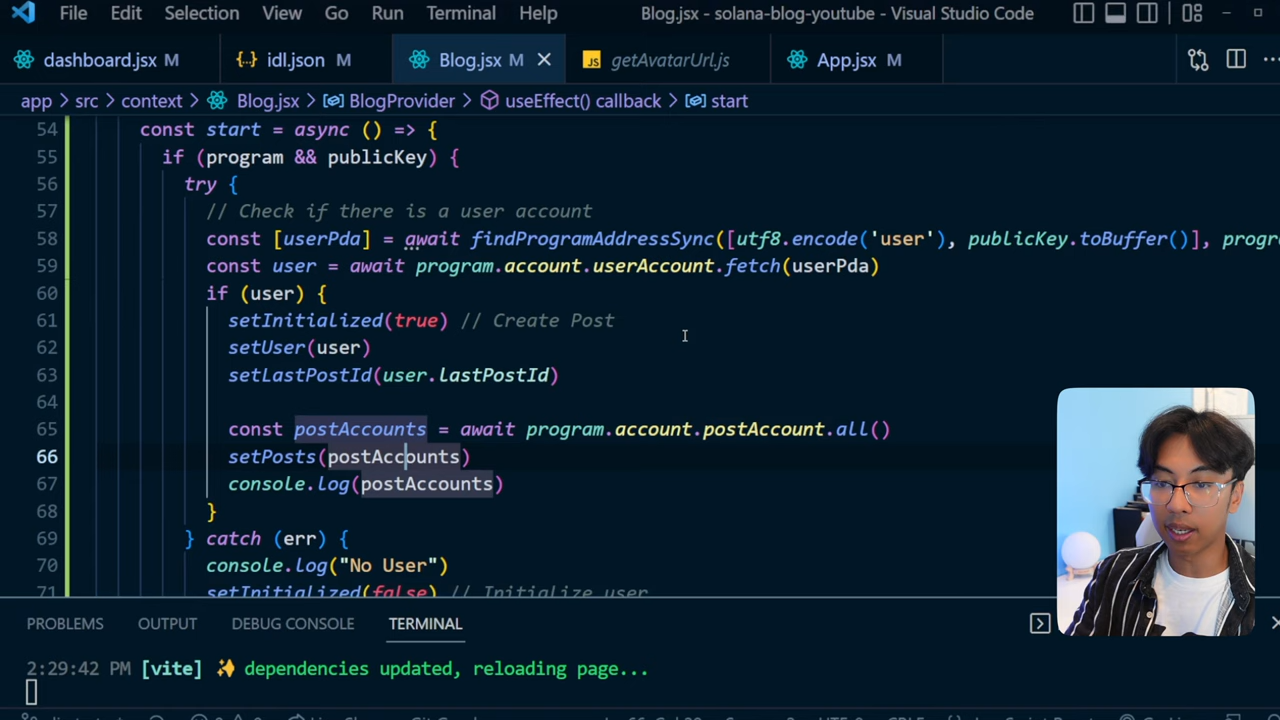 File Edit Selection View Go Run Terminal Help Blog.jsx - solana-blog-youtube - Visual Studio Code
dashboard.jsx M {..} idl.json M Blog.jsx M JS getAvatarUrl.js App.jsx M
app > src > context > Blog.jsx > BlogProvider > useEffect() callback > start
54 const start = async () => {
55 if (program && publicKey) {
56 try {
57 // Check if there is a user account
58 const [userPda] = await findProgramAddressSync([utf8.encode('user'), publicKey.toBuffer()], progr
59 const user = await program.account.userAccount.fetch(userPda)
60 if (user) {
61 setInitialized(true) // Create Post
62 setUser(user)
63 setLastPostId(user.lastPostId)
64
65 const postAccounts = await program.account.postAccount.all()
66 setPosts(postAccounts)
67 console.log(postAccounts)
68 }
69 } catch (err) {
70 console.log("No User")
71 setInitialized(false) // Initialize user
PROBLEMS OUTPUT DEBUG CONSOLE TERMINAL
2:29:42 PM [vite] ✨ dependencies updated, reloading page...